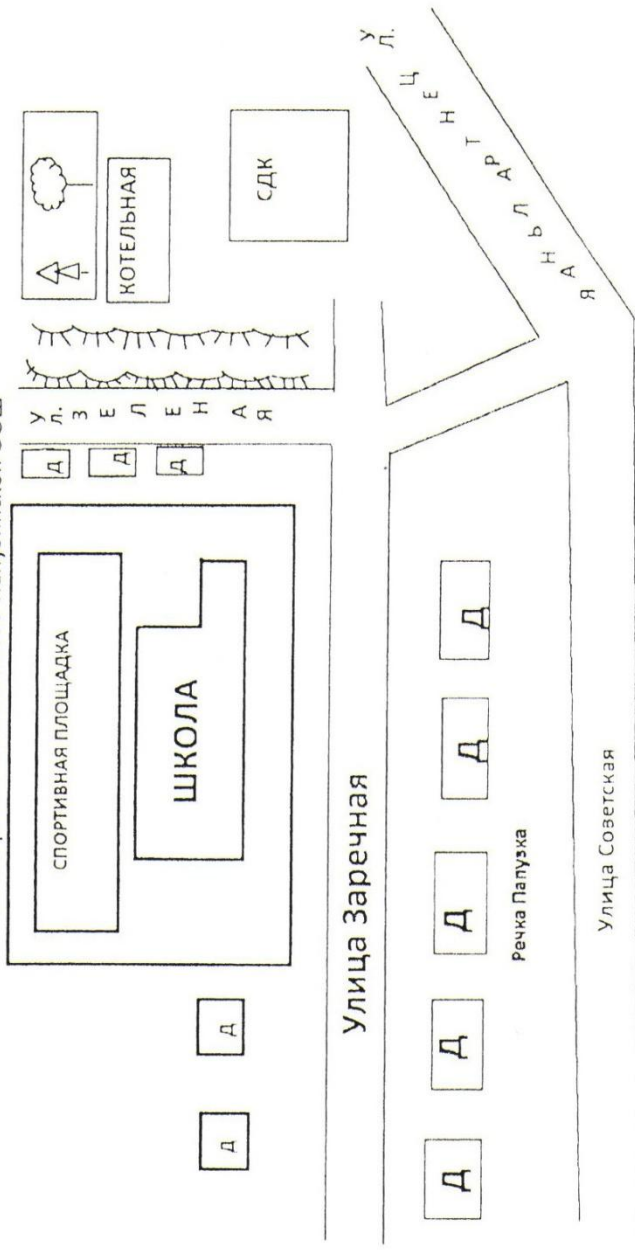 СПОРТИВНАЯ ПЛОЩАДКА
ШКОЛА
Д
Д
Д
Д
Д
УЛ. ЗЕЛЕНАЯ
КОТЕЛЬНАЯ
СДК
УЛ. ЦЕНТРАЛЬНАЯ
Улица Заречная
Д
Д
Д
Д
Д
Речка Папузка
Улица Советская